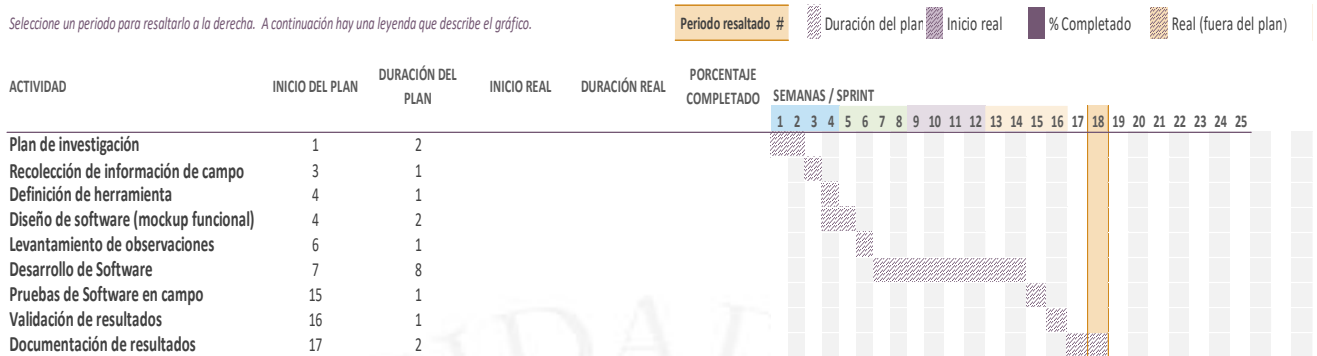 Seleccione un periodo para resaltarlo a la derecha. A continuación hay una leyenda que describe el gráfico.
Periodo resaltado #
Duración del plan
Inicio real
% Completado
Real (fuera del plan)
ACTIVIDAD INICIO DEL PLAN DURACIÓN DEL PLAN INICIO REAL DURACIÓN REAL PORCENTAJE COMPLETADO SEMANAS / SPRINT
1 2 3 4 5 6 7 8 9 10 11 12 13 14 15 16 17 18 19 20 21 22 23 24 25
Plan de investigación 1 2
Recolección de información de campo 3 1
Definición de herramienta 4 1
Diseño de software (mockup funcional) 4 2
Levantamiento de observaciones 6 1
Desarrollo de Software 7 8
Pruebas de Software en campo 15 1
Validación de resultados 16 1
Documentación de resultados 17 2